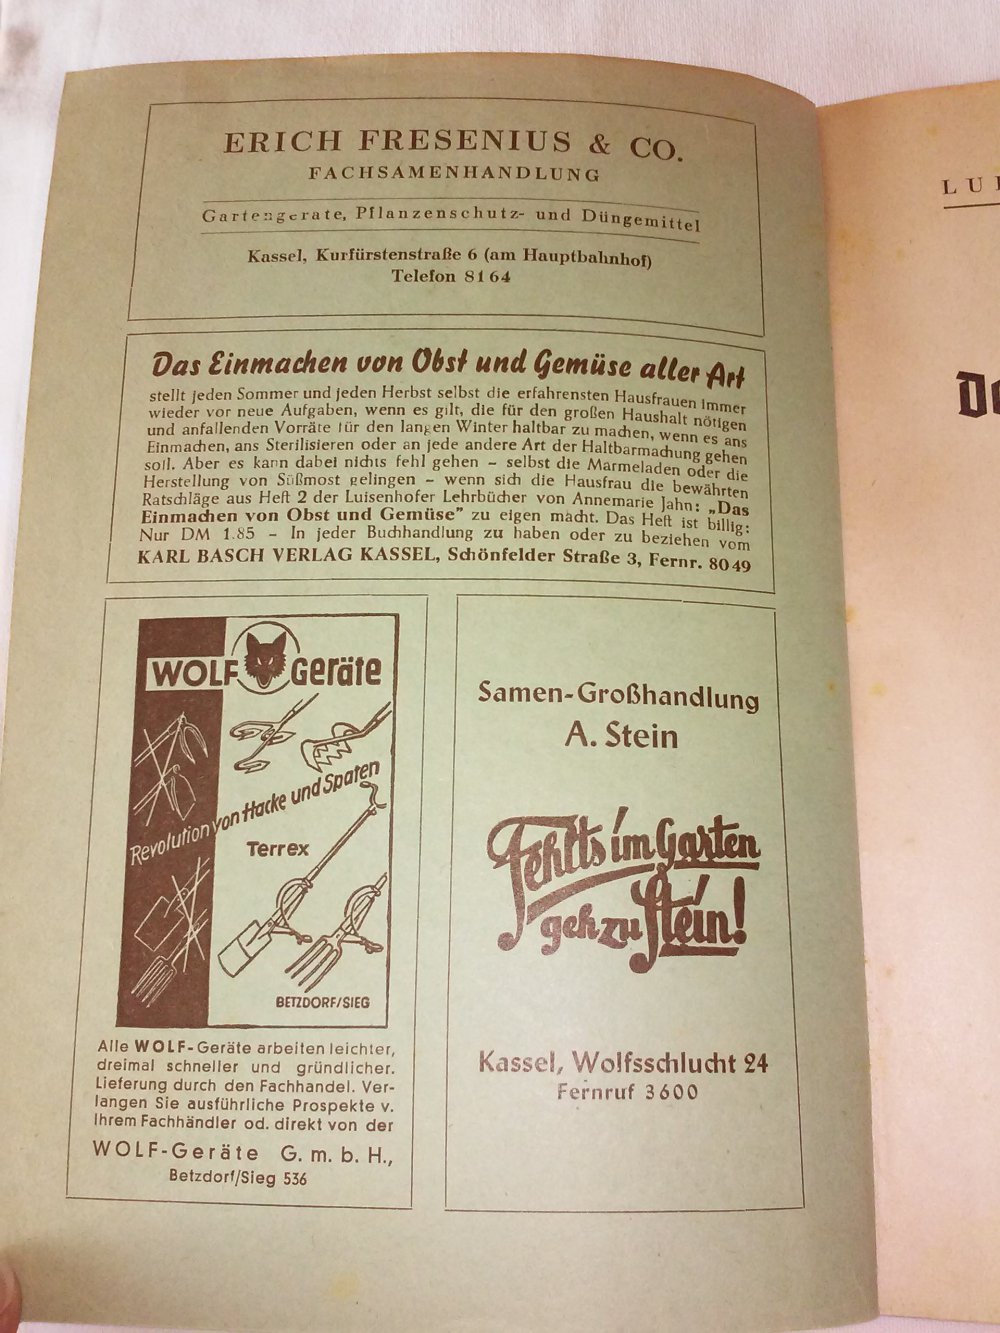 ERICH FRESENIUS & CO.
FACHSAMENHANDLUNG
Gartengeräte, Pflanzenschutz- und Düngemittel
Kassel, Kurfürstenstraße 6 (am Hauptbahnhof)
Telefon 8164
Das Einmachen von Obst und Gemüse aller Art
stellt jeden Sommer und jeden Herbst selbst die erfahrensten Hausfrauen immer
wieder vor neue Aufgaben, wenn es gilt, die für den großen Haushalt nötigen
und anfallenden Vorräte für den langen Winter haltbar zu machen, wenn es ans
Einmachen, ans Sterilisieren oder an jede andere Art der Haltbarmachung gehen
soll. Aber es kann dabei nichts fehl gehen – selbst die Marmeladen oder die
Herstellung von Süßmost gelingen – wenn sich die Hausfrau die bewährten
Ratschläge aus Heft 2 der Luisenhofer Lehrbücher von Annemarie Jahn: „Das
Einmachen von Obst und Gemüse" zu eigen macht. Das Heft ist billig:
Nur DM 1.85 – In jeder Buchhandlung zu haben oder zu beziehen vom
KARL BASCH VERLAG KASSEL, Schönfelder Straße 3, Fernr. 8049
WOLF Geräte
Revolution von Hacke und Spaten
Terrex
BETZDORF/SIEG
Alle WOLF-Geräte arbeiten leichter,
dreimal schneller und gründlicher.
Lieferung durch den Fachhandel. Ver-
langen Sie ausführliche Prospekte v.
Ihrem Fachhändler od. direkt von der
WOLF-Geräte G. m. b. H.,
Betzdorf/Sieg 536
Samen-Großhandlung
A. Stein
Fehlts im Garten
geh zu Stein!
Kassel, Wolfsschlucht 24
Fernruf 3600